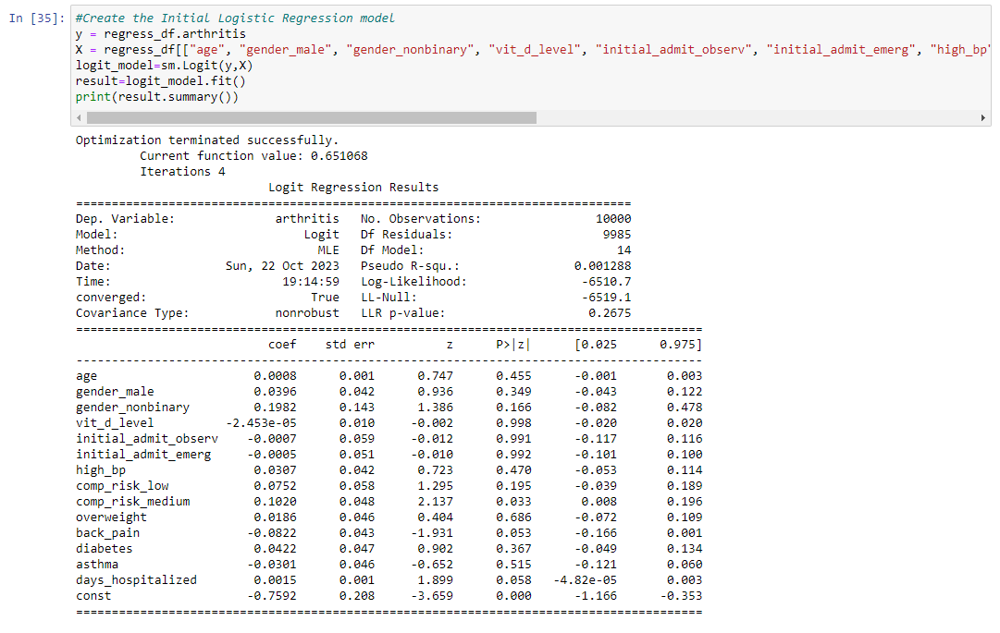 In [35]: #Create the Initial Logistic Regression model
y = regress_df.arthritis
X = regress_df[["age", "gender_male", "gender_nonbinary", "vit_d_level", "initial_admit_observ", "initial_admit_emerg", "high_bp"
logit_model=sm.Logit(y,X)
result=logit_model.fit()
print(result.summary())
Optimization terminated successfully.
Current function value: 0.651068
Iterations 4
Logit Regression Results
==============================================================================
Dep. Variable: arthritis No. Observations: 10000
Model: Logit Df Residuals: 9985
Method: MLE Df Model: 14
Date: Sun, 22 Oct 2023 Pseudo R-squ.: 0.001288
Time: 19:14:59 Log-Likelihood: -6510.7
converged: True LL-Null: -6519.1
Covariance Type: nonrobust LLR p-value: 0.2675
========================================================================================
coef std err z P>|z| [0.025 0.975]
----------------------------------------------------------------------------------------
age 0.0008 0.001 0.747 0.455 -0.001 0.003
gender_male 0.0396 0.042 0.936 0.349 -0.043 0.122
gender_nonbinary 0.1982 0.143 1.386 0.166 -0.082 0.478
vit_d_level -2.453e-05 0.010 -0.002 0.998 -0.020 0.020
initial_admit_observ -0.0007 0.059 -0.012 0.991 -0.117 0.116
initial_admit_emerg -0.0005 0.051 -0.010 0.992 -0.101 0.100
high_bp 0.0307 0.042 0.723 0.470 -0.053 0.114
comp_risk_low 0.0752 0.058 1.295 0.195 -0.039 0.189
comp_risk_medium 0.1020 0.048 2.137 0.033 0.008 0.196
overweight 0.0186 0.046 0.404 0.686 -0.072 0.109
back_pain -0.0822 0.043 -1.931 0.053 -0.166 0.001
diabetes 0.0422 0.047 0.902 0.367 -0.049 0.134
asthma -0.0301 0.046 -0.652 0.515 -0.121 0.060
days_hospitalized 0.0015 0.001 1.899 0.058 -4.82e-05 0.003
const -0.7592 0.208 -3.659 0.000 -1.166 -0.353
========================================================================================